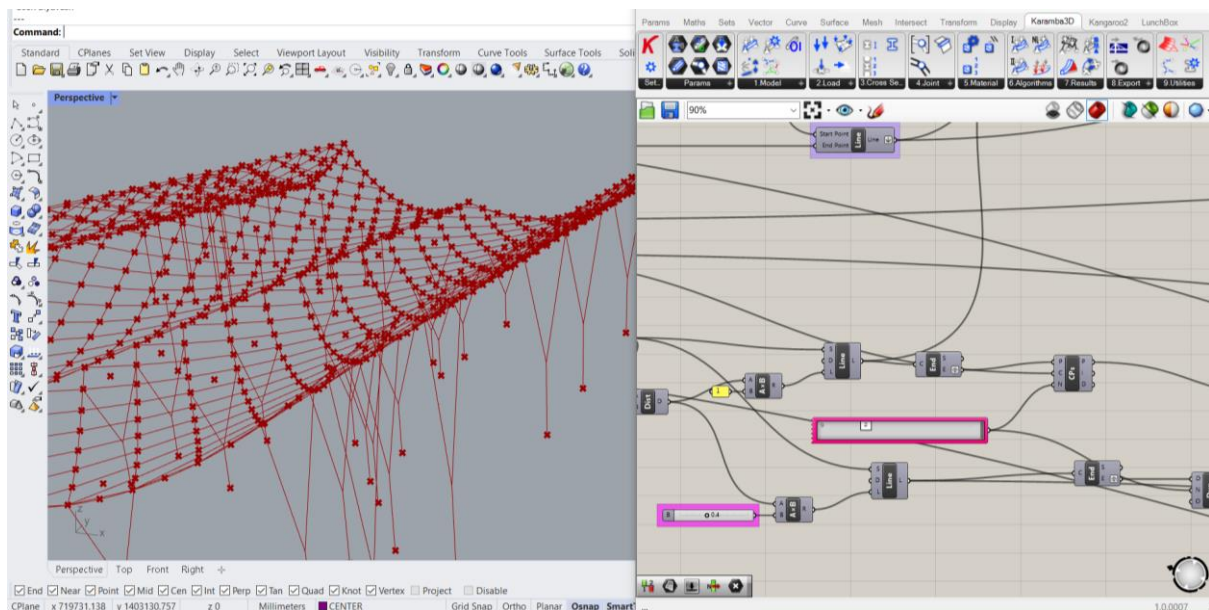 Command:
Standard CPlanes Set View Display Select Viewport Layout Visibility Transform Curve Tools Surface Tools
Perspective
z
y
x
Perspective Top Front Right
End Near Point Mid Cen Int Perp Tan Quad Knot Vertex Project Disable
CPlane x 719731.138 y 1403130.757 z 0 Millimeters CENTER Grid Snap Ortho Planar Osnap
Params Maths Sets Vector Curve Surface Mesh Intersect Transform Display Karamba3D Kangaroo2 LunchBox
Set.. Params 1.Model 2.Load 3.Cross Se.. 4.Joint 5.Material 6.Algorithms 7.Results 8.Export 9.Utilities
90%
Start Point Line Line
End Point
S D L Line L
C End S E
P C N CPx P L D
Dist D
1
A B A×B R
2
S D L Line L
C End S E
B 0.4
A B A×B R
D
1.0.0007